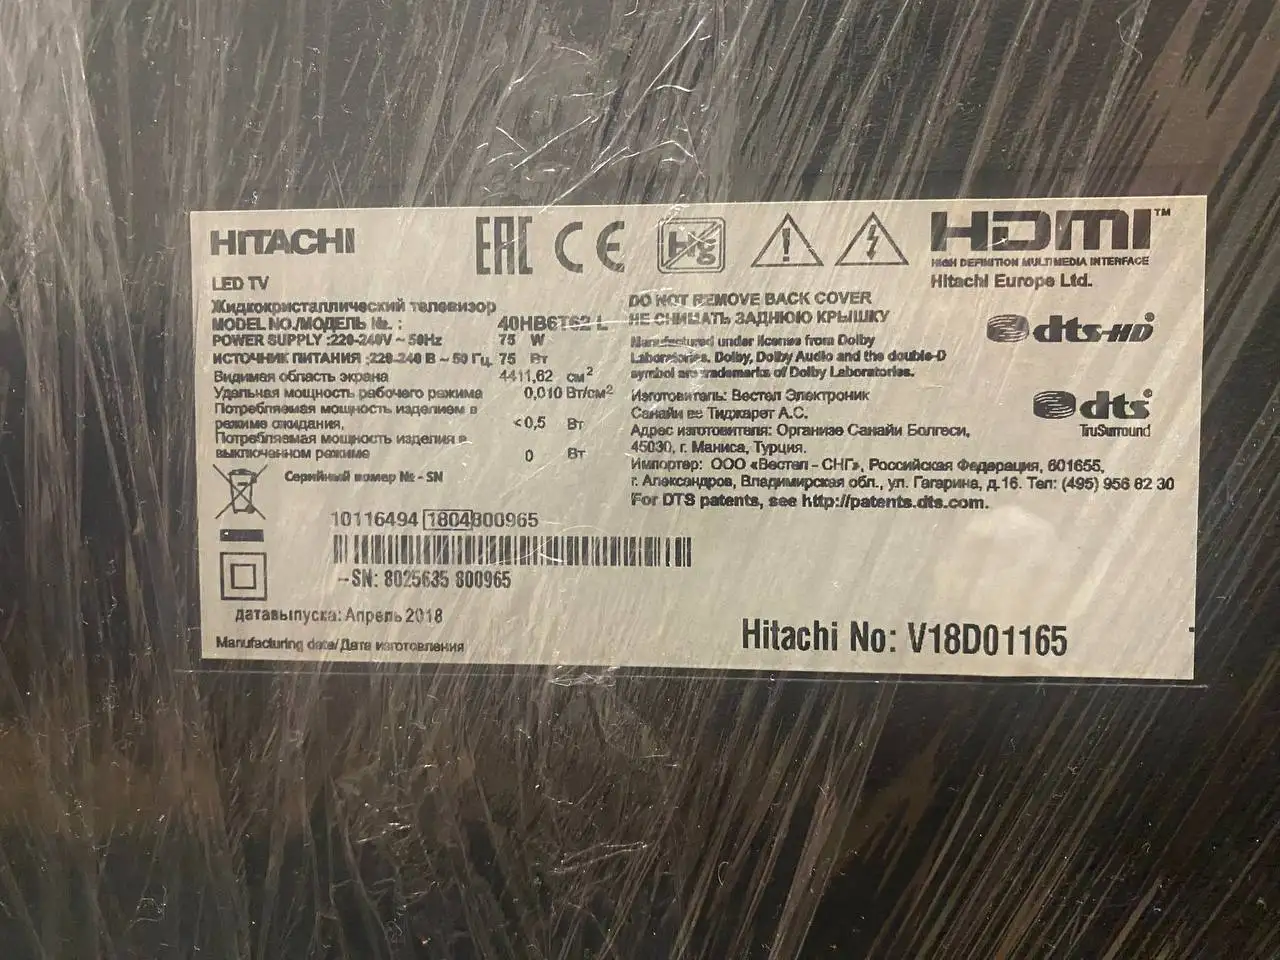 HITACHI
EAC CE Hg HDMI™
HIGH DEFINITION MULTIMEDIA INTERFACE
Hitachi Europe Ltd.
LED TV
Жидкокристаллический телевизор
MODEL NO./МОДЕЛЬ №. : 40HB6T62 L
POWER SUPPLY :220-240V ~ 50Hz 75 W
ИСТОЧНИК ПИТАНИЯ :220-240 В ~ 50 Гц 75 Вт
Видимая область экрана 4411,62 см²
Удельная мощность рабочего режима 0,010 Вт/см²
Потребляемая мощность изделием в
режиме ожидания, <0,5 Вт
Потребляемая мощность изделия в
выключенном режиме 0 Вт
Серийный номер № - SN
10116494 1804800965
~SN: 8025635 800965
датавыпуска: Апрель 2018
Manufacturing date/Дата изготовления
DO NOT REMOVE BACK COVER
НЕ СНИМАТЬ ЗАДНЮЮ КРЫШКУ
Manufactured under license from Dolby
Laboratories. Dolby, Dolby Audio and the double-D
symbol are trademarks of Dolby Laboratories.
dts-HD
dts
TruSurround
Изготовитель: Вестел Электроник
Санайи ве Тиджарет А.С.
Адрес изготовителя: Организе Санайи Болгеси,
45030, г. Маниса, Турция.
Импортер: ООО «Вестел - СНГ», Российская Федерация, 601655,
г. Александров, Владимирская обл., ул. Гагарина, д.16. Тел: (495) 956 82 30
For DTS patents, see http://patents.dts.com.
Hitachi No: V18D01165